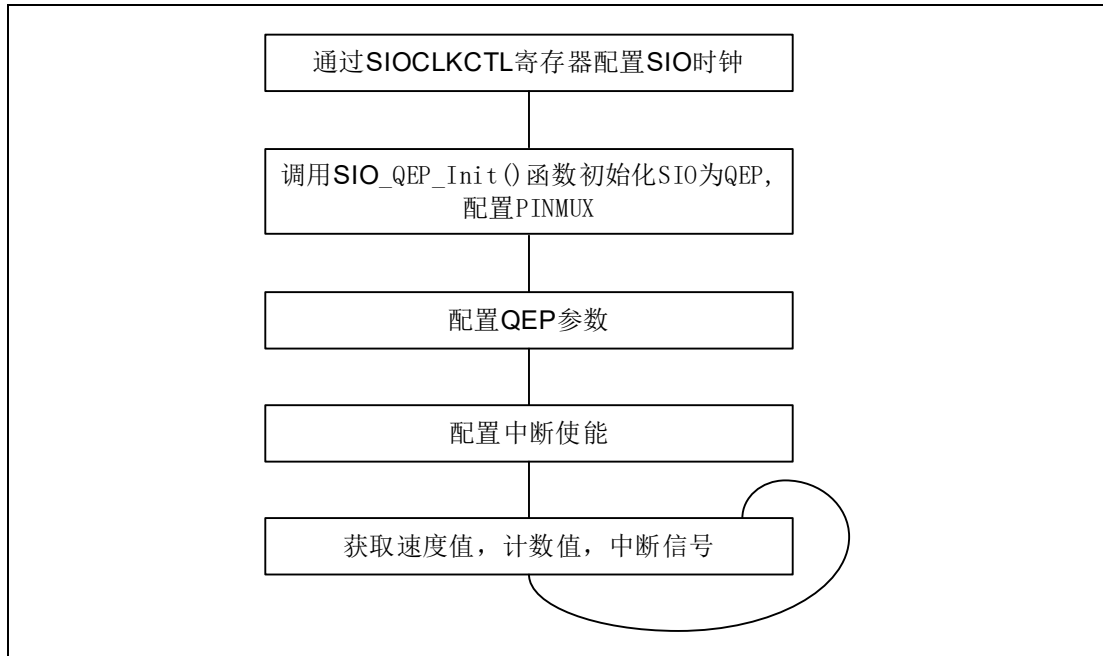 通过SIOCLKCTL寄存器配置SIO时钟
调用SIO_QEP_Init()函数初始化SIO为QEP,
配置PINMUX
配置QEP参数
配置中断使能
获取速度值，计数值，中断信号